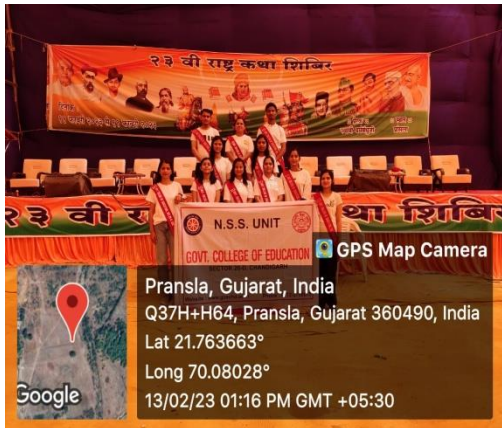 २३ वी राष्ट्र कथा शिबिर
२३ वी रा
कथा शिबिर
N.S.S. UNIT
GOVT. COLLEGE OF EDUCATION
SECTOR 20-D, CHANDIGARH
GPS Map Camera
Pransla, Gujarat, India
Q37H+H64, Pransla, Gujarat 360490, India
Lat 21.763663°
Long 70.08028°
13/02/23 01:16 PM GMT +05:30
Google